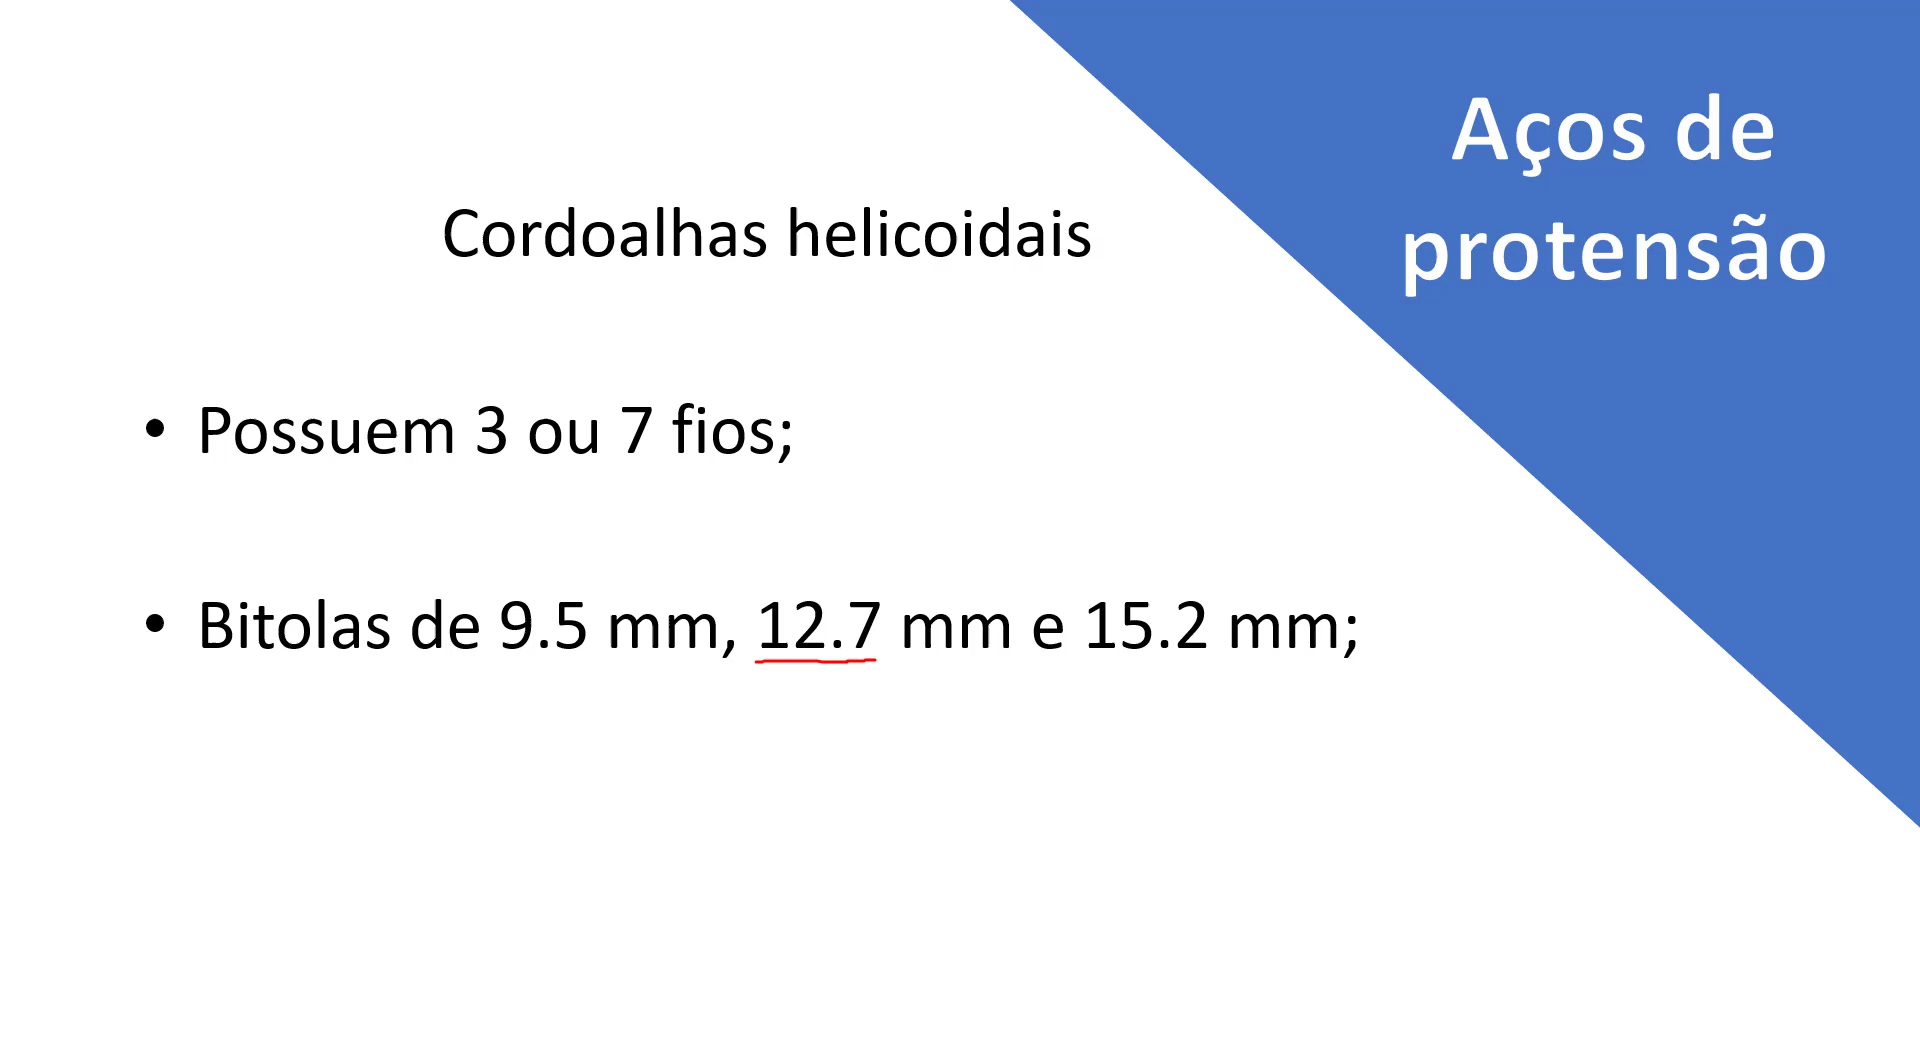 Aços de
protensão
Cordoalhas helicoidais
• Possuem 3 ou 7 fios;
• Bitolas de 9.5 mm, 12.7 mm e 15.2 mm;